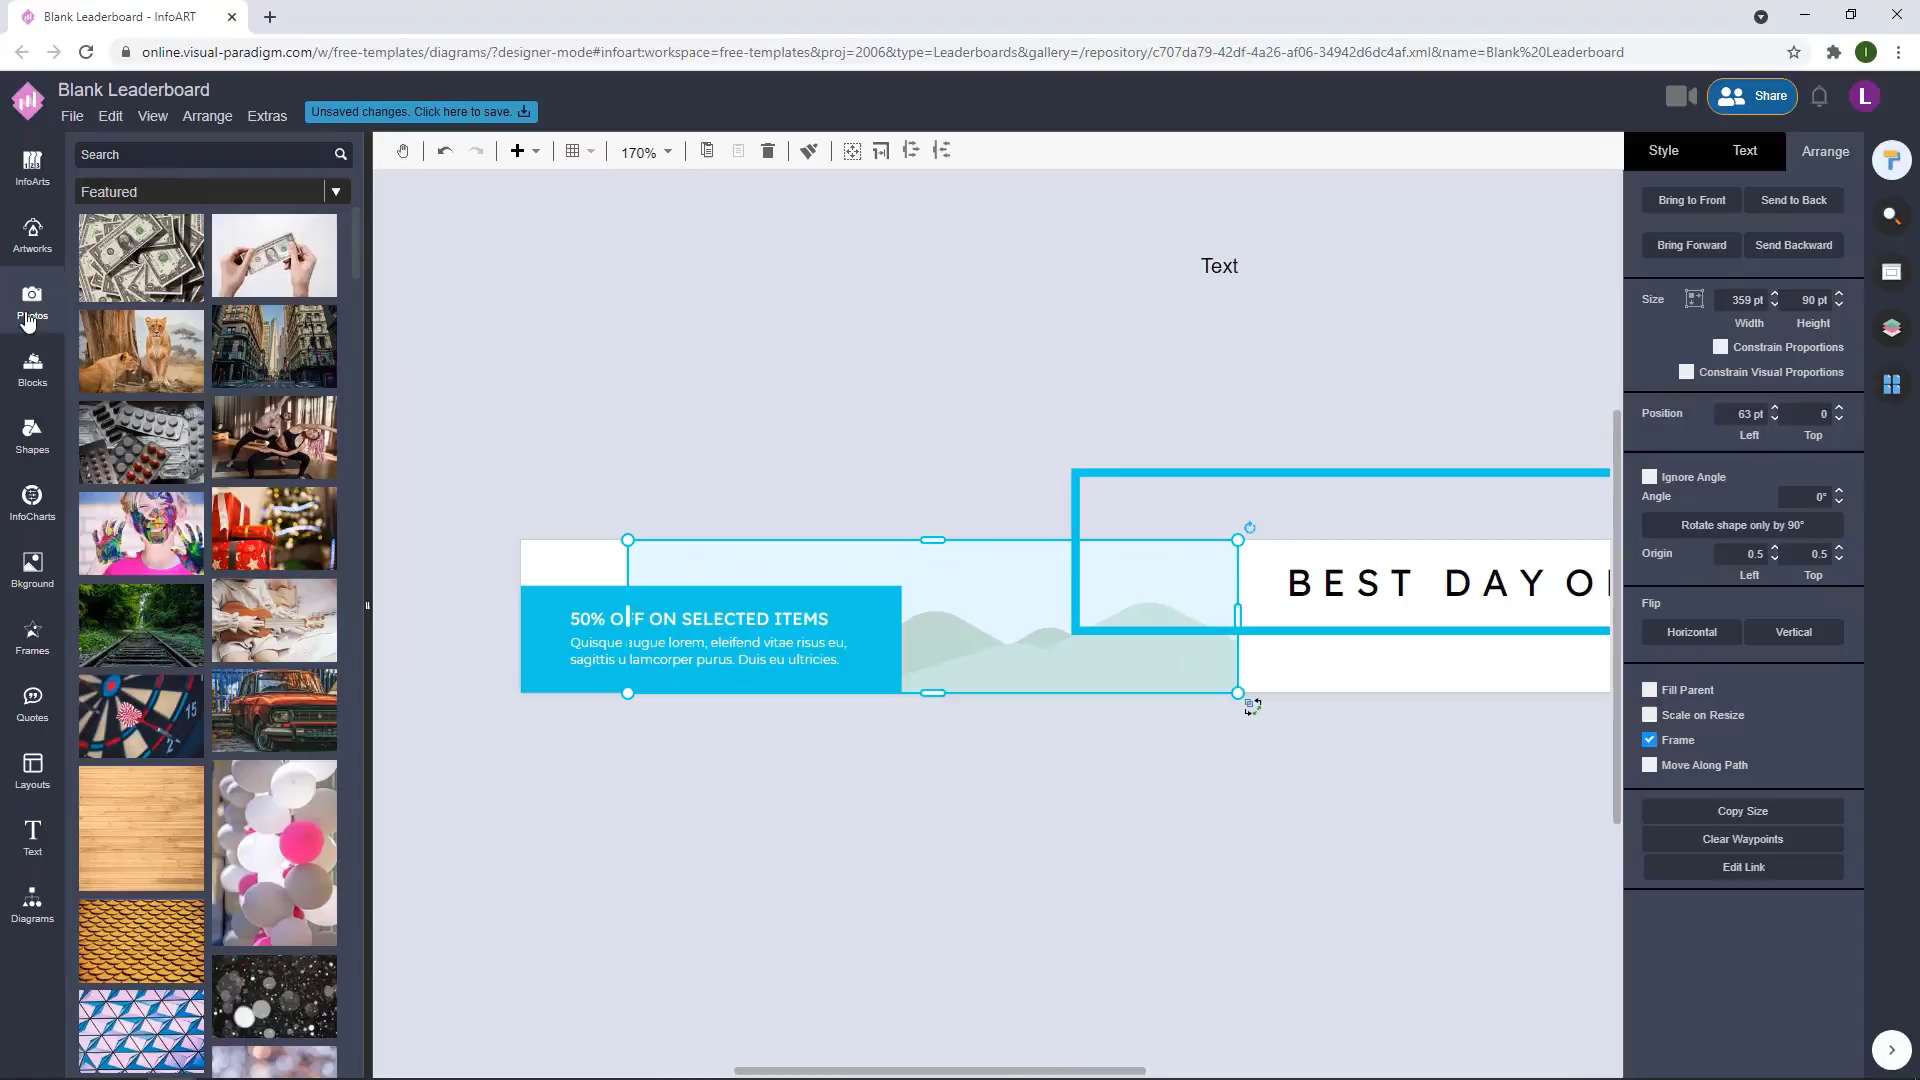 Blank Leaderboard - InfoART
online.visual-paradigm.com/w/free-templates/diagrams/?designer-mode#infoart:workspace=free-templates&proj=2006&type=Leaderboards&gallery=/repository/c707da79-42df-4a26-af06-34942d6dc4af.xml&name=Blank%20Leaderboard
I
Blank Leaderboard
File Edit View Arrange Extras
Unsaved changes. Click here to save.
Share
L
InfoArts
Artworks
Photos
Blocks
Shapes
InfoCharts
Bkground
Frames
Quotes
Layouts
Text
Diagrams
Search
Featured
170%
Text
50% OFF ON SELECTED ITEMS
Quisque augue lorem, eleifend vitae risus eu,
sagittis ullamcorper purus. Duis eu ultricies.
BEST DAY O
Style Text Arrange
Bring to Front Send to Back
Bring Forward Send Backward
Size 359 pt 90 pt
Width Height
Constrain Proportions
Constrain Visual Proportions
Position 63 pt 0
Left Top
Ignore Angle
Angle 0°
Rotate shape only by 90°
Origin 0.5 0.5
Left Top
Flip
Horizontal Vertical
Fill Parent
Scale on Resize
Frame
Move Along Path
Copy Size
Clear Waypoints
Edit Link